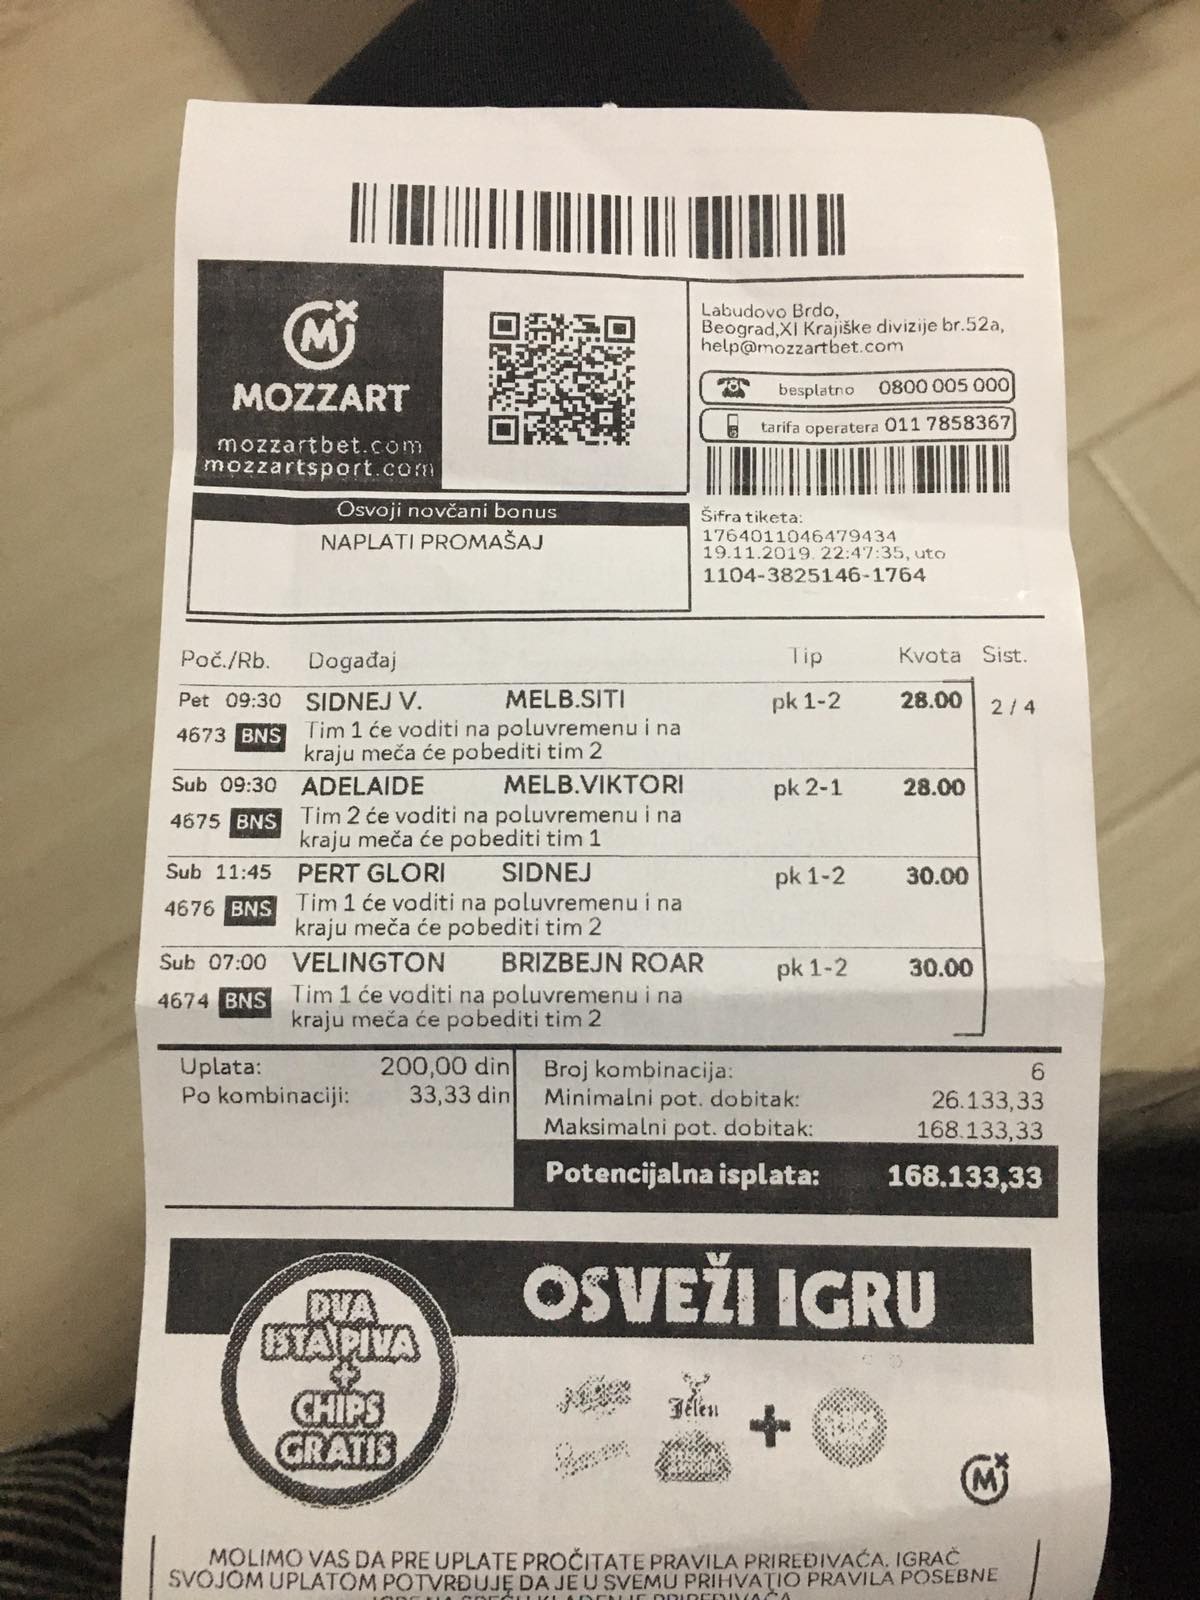 M
MOZZART
mozzartbet.com
mozzartsport.com
Labudovo Brdo,
Beograd,XI Krajiške divizije br.52a,
help@mozzartbet.com
besplatno 0800 005 000
tarifa operatera 011 7858367
Osvoji novčani bonus
NAPLATI PROMAŠAJ
Šifra tiketa:
1764011046479434
19.11.2019. 22:47:35, uto
1104-3825146-1764
Poč./Rb. Događaj Tip Kvota Sist.
Pet 09:30 SIDNEJ V. MELB.SITI pk 1-2 28.00 2 / 4
4673 BNS Tim 1 će voditi na poluvremenu i na
kraju meča će pobediti tim 2
Sub 09:30 ADELAIDE MELB.VIKTORI pk 2-1 28.00
4675 BNS Tim 2 će voditi na poluvremenu i na
kraju meča će pobediti tim 1
Sub 11:45 PERT GLORI SIDNEJ pk 1-2 30.00
4676 BNS Tim 1 će voditi na poluvremenu i na
kraju meča će pobediti tim 2
Sub 07:00 VELINGTON BRIZBEJN ROAR pk 1-2 30.00
4674 BNS Tim 1 će voditi na poluvremenu i na
kraju meča će pobediti tim 2
Uplata: 200,00 din
Po kombinaciji: 33,33 din
Broj kombinacija: 6
Minimalni pot. dobitak: 26.133,33
Maksimalni pot. dobitak: 168.133,33
Potencijalna isplata: 168.133,33
OSVEŽI IGRU
DVA
ISTA PIVA
+
CHIPS
GRATIS
Jelen
+
M
MOLIMO VAS DA PRE UPLATE PROČITATE PRAVILA PRIREĐIVAČA. IGRAČ
SVOJOM UPLATOM POTVRĐUJE DA JE U SVEMU PRIHVATIO PRAVILA POSEBNE